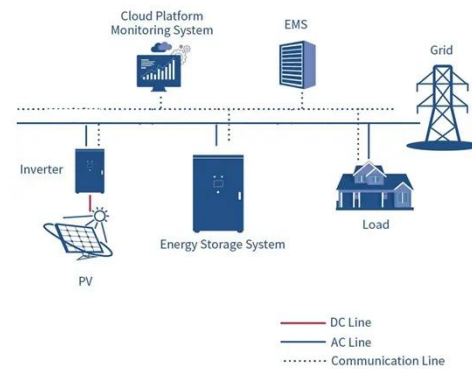 Cloud Platform
Monitoring System
EMS
Grid
Inverter
Energy Storage System
Load
PV
DC Line
AC Line
Communication Line